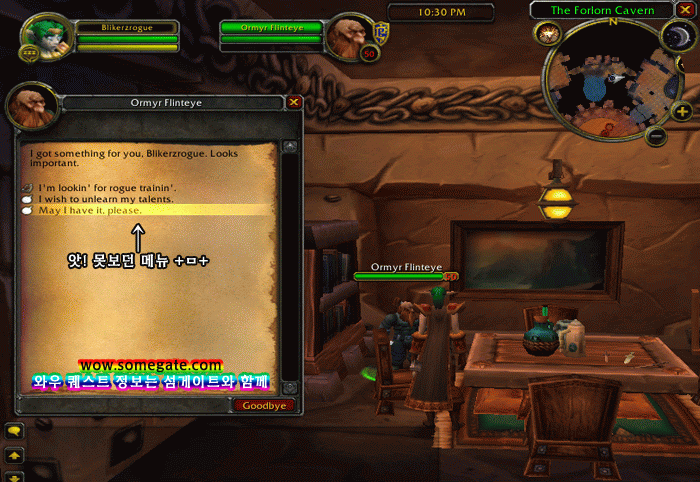 10:30 PM
The Forlorn Cavern
N
Blikerzrogue
Ormyr Flinteye
50
Ormyr Flinteye
I got something for you, Blikerzrogue. Looks
important.
I'm lookin' for rogue trainin'.
I wish to unlearn my talents.
May I have it, please.
앗! 못보던 메뉴 +ㅁ+
Ormyr Flinteye
50
www.somegate.com
와우 퀘스트 정보는 섬게이트와 함께
Goodbye